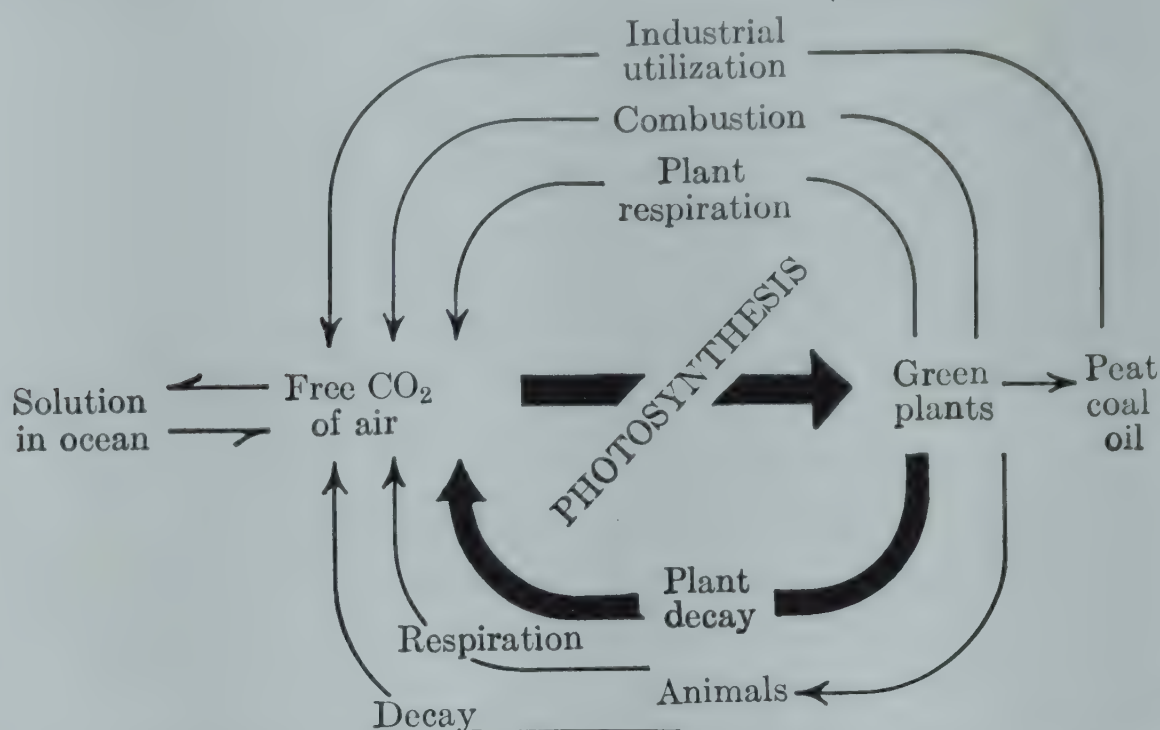 Industrial
utilization
Combustion
Plant
respiration
PHOTOSYNTHESIS
Solution
in ocean
Free CO₂
of air
Green
plants
Peat
coal
oil
Plant
decay
Respiration
Animals
Decay